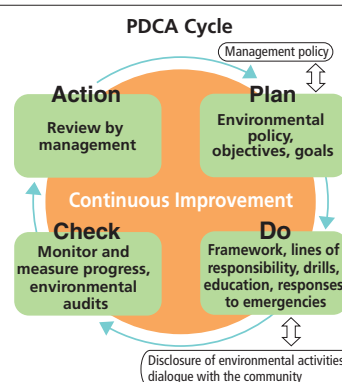 PDCA Cycle
Management policy
Action
Review by
management
Plan
Environmental
policy,
objectives, goals
Continuous Improvement
Check
Monitor and
measure progress,
environmental
audits
Do
Framework, lines of
responsibility, drills,
education, responses
to emergencies
Disclosure of environmental activities
dialogue with the community